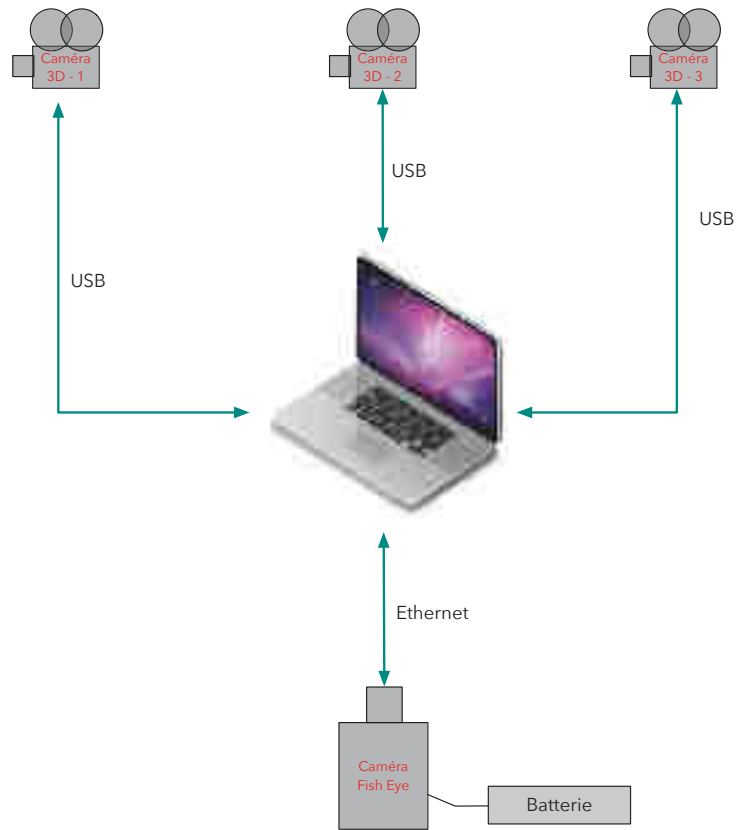 Caméra
3D - 1
Caméra
3D - 2
Caméra
3D - 3
USB
USB
USB
Ethernet
Caméra
Fish Eye
Batterie